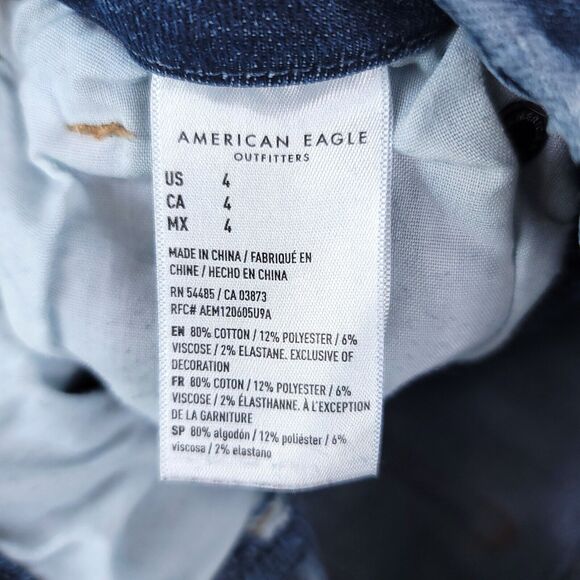 AMERICAN EAGLE
OUTFITTERS
US 4
CA 4
MX 4
MADE IN CHINA / FABRIQUÉ EN
CHINE / HECHO EN CHINA
RN 54485 / CA 03873
RFC# AEM120605U9A
EN 80% COTTON / 12% POLYESTER / 6%
VISCOSE / 2% ELASTANE. EXCLUSIVE OF
DECORATION
FR 80% COTON / 12% POLYESTER / 6%
VISCOSE / 2% ÉLASTHANNE. À L'EXCEPTION
DE LA GARNITURE
SP 80% algodón / 12% poliéster / 6%
viscosa / 2% elastano